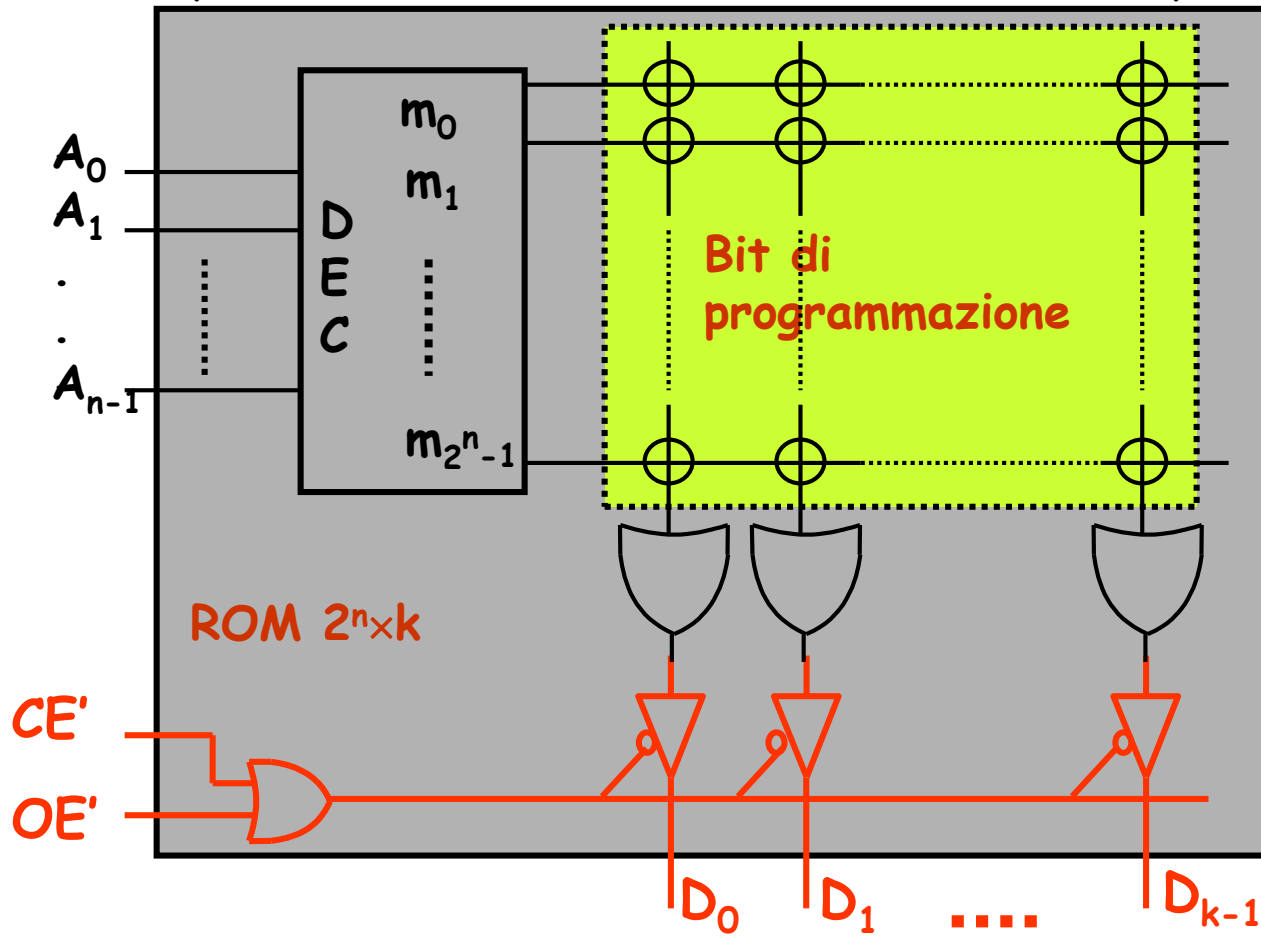 m₀
A₀
m₁
A₁
D
E
C
Bit di
programmazione
.
.
Aₙ₋₁
m₂ⁿ₋₁
ROM 2ⁿ×k
CE'
OE'
D₀
D₁
....
Dₖ₋₁